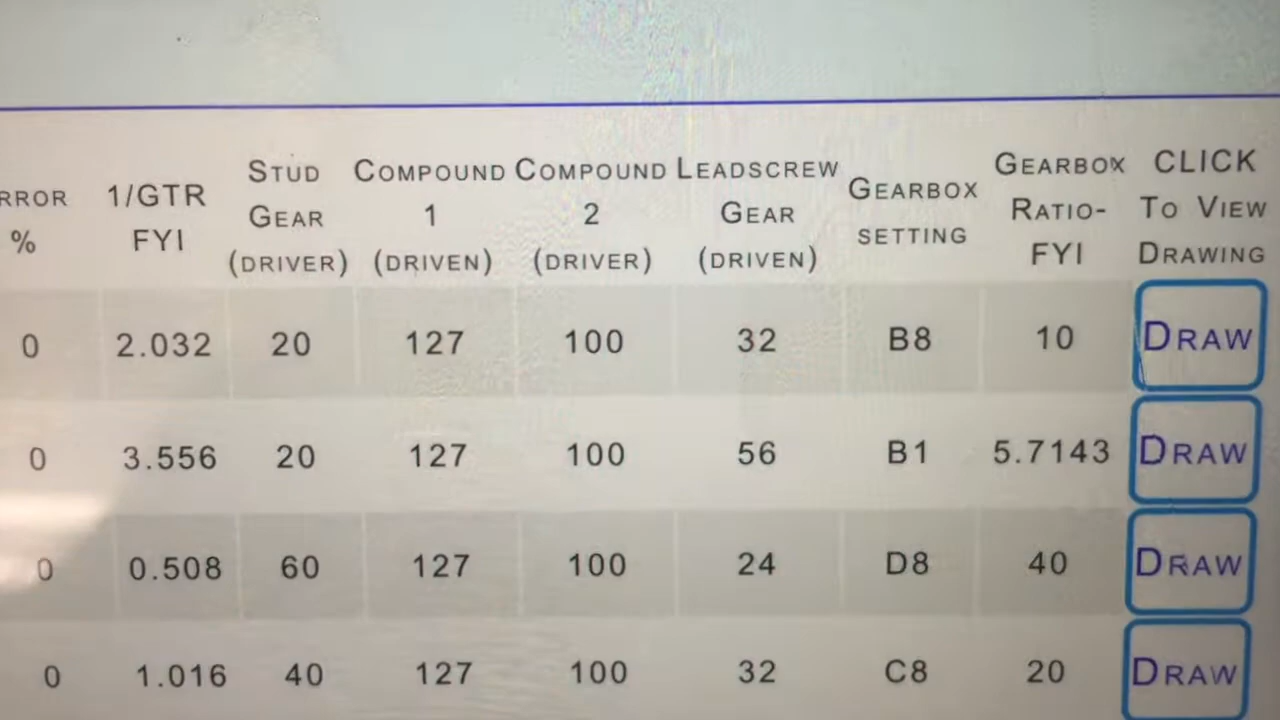 RROR %
1/GTR FYI
STUD GEAR (DRIVER)
COMPOUND 1 (DRIVEN)
COMPOUND 2 (DRIVER)
LEADSCREW GEAR (DRIVEN)
GEARBOX SETTING
GEARBOX RATIO- FYI
CLICK TO VIEW DRAWING
0 2.032 20 127 100 32 B8 10 DRAW
0 3.556 20 127 100 56 B1 5.7143 DRAW
0 0.508 60 127 100 24 D8 40 DRAW
0 1.016 40 127 100 32 C8 20 DRAW